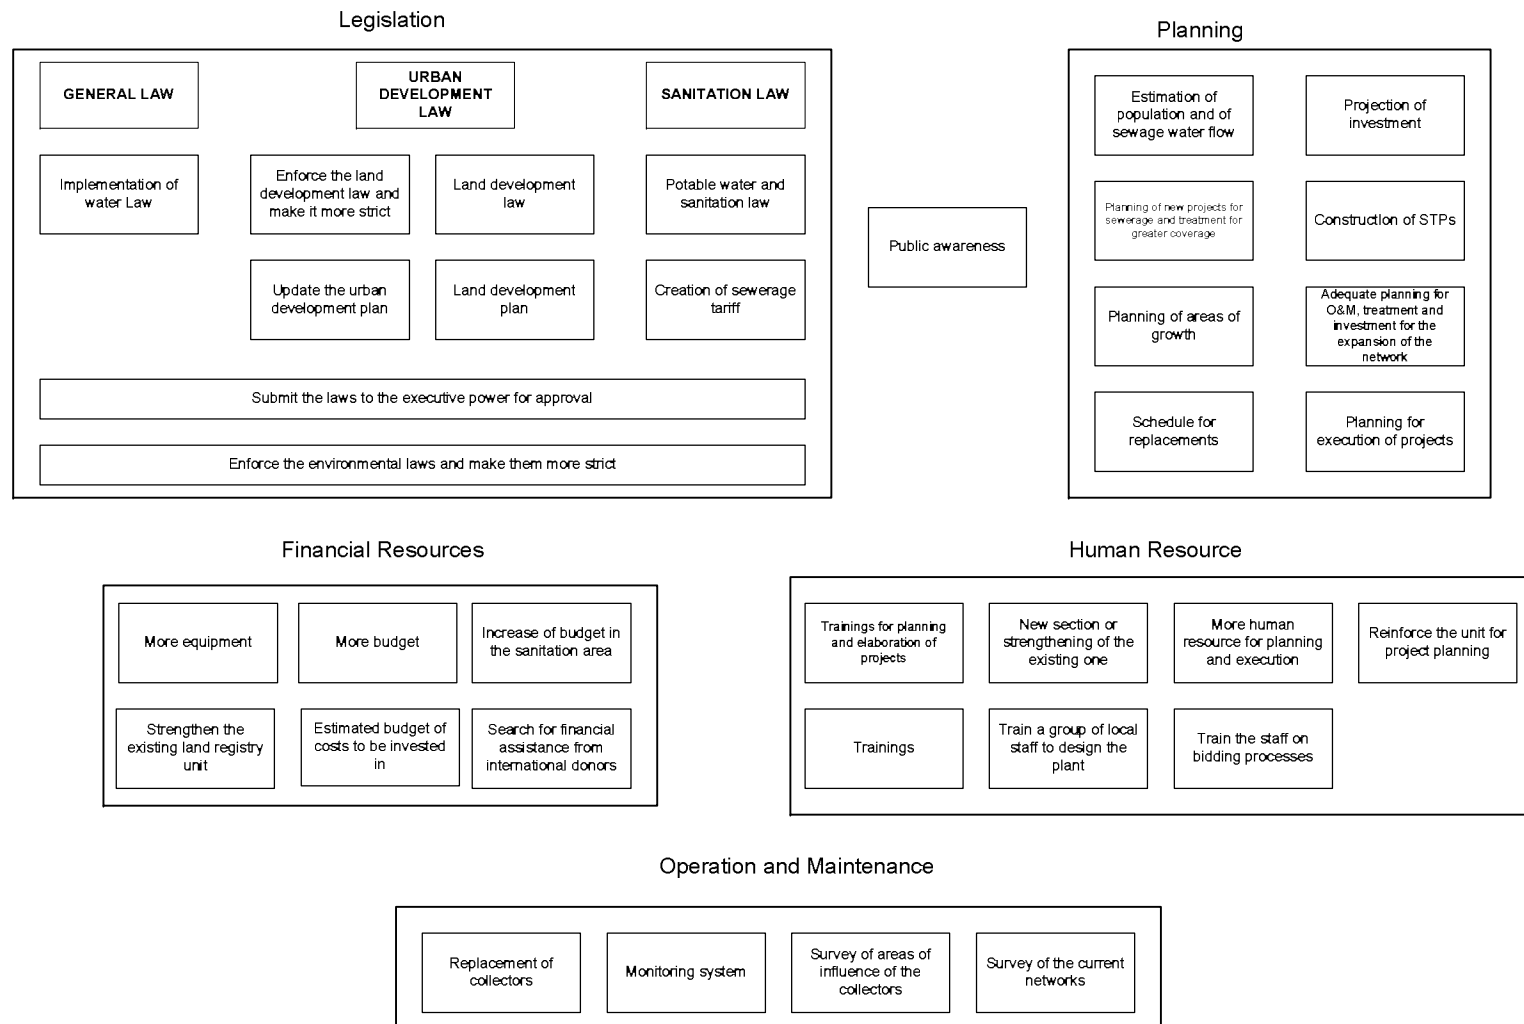 Legislation
GENERAL LAW
URBAN
DEVELOPMENT
LAW
SANITATION LAW
Implementation of
water Law
Enforce the land
development law and
make it more strict
Land development
law
Potable water and
sanitation law
Update the urban
development plan
Land development
plan
Creation of sewerage
tariff
Submit the laws to the executive power for approval
Enforce the environmental laws and make them more strict
Public awareness
Planning
Estimation of
population and of
sewage water flow
Projection of
investment
Planning of new projects for
sewerage and treatment for
greater coverage
Construction of STPs
Planning of areas of
growth
Adequate planning for
O&M, treatment and
investment for the
expansion of the
network
Schedule for
replacements
Planning for
execution of projects
Financial Resources
More equipment
More budget
Increase of budget in
the sanitation area
Strengthen the
existing land registry
unit
Estimated budget of
costs to be invested
in
Search for financial
assistance from
international donors
Human Resource
Trainings for planning
and elaboration of
projects
New section or
strengthening of the
existing one
More human
resource for planning
and execution
Reinforce the unit for
project planning
Trainings
Train a group of local
staff to design the
plant
Train the staff on
bidding processes
Operation and Maintenance
Replacement of
collectors
Monitoring system
Survey of areas of
influence of the
collectors
Survey of the current
networks